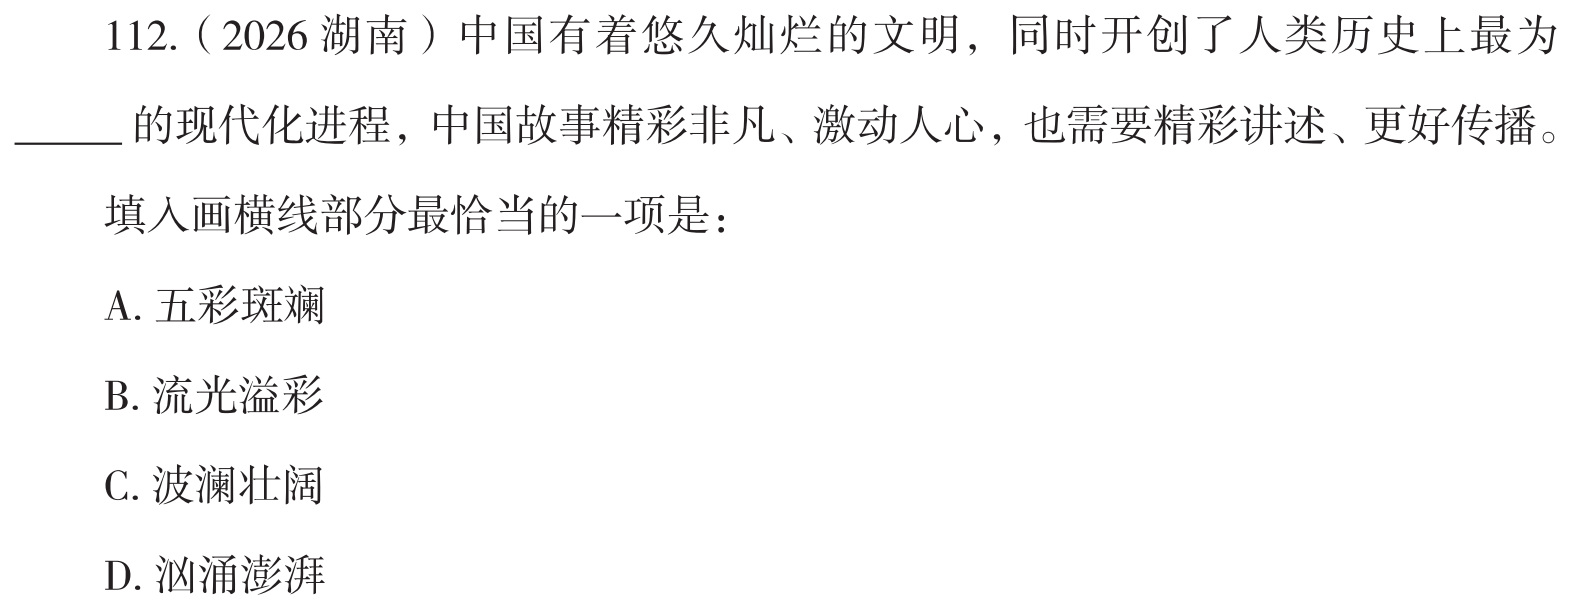 112.（2026 湖南）中国有着悠久灿烂的文明，同时开创了人类历史上最为
_____ 的现代化进程，中国故事精彩非凡、激动人心，也需要精彩讲述、更好传播。
填入画横线部分最恰当的一项是：
A. 五彩斑斓
B. 流光溢彩
C. 波澜壮阔
D. 汹涌澎湃